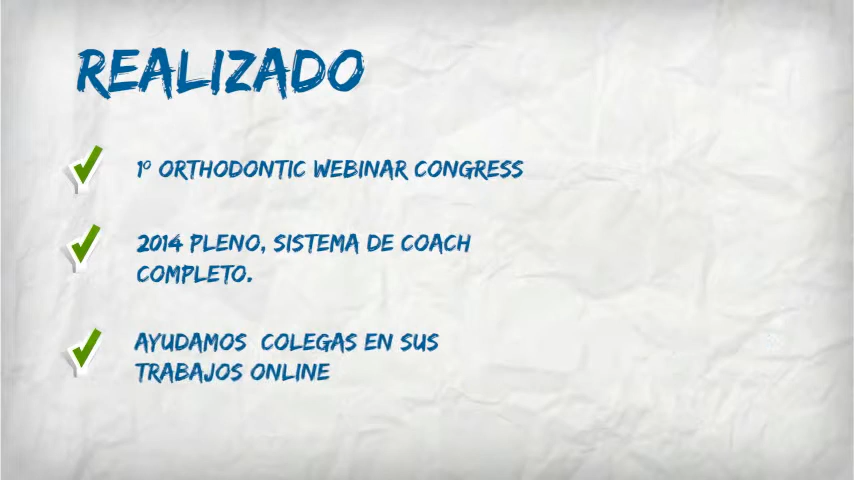 REALIZADO
1º ORTHODONTIC WEBINAR CONGRESS
2014 PLENO, SISTEMA DE COACH
COMPLETO.
AYUDAMOS COLEGAS EN SUS
TRABAJOS ONLINE